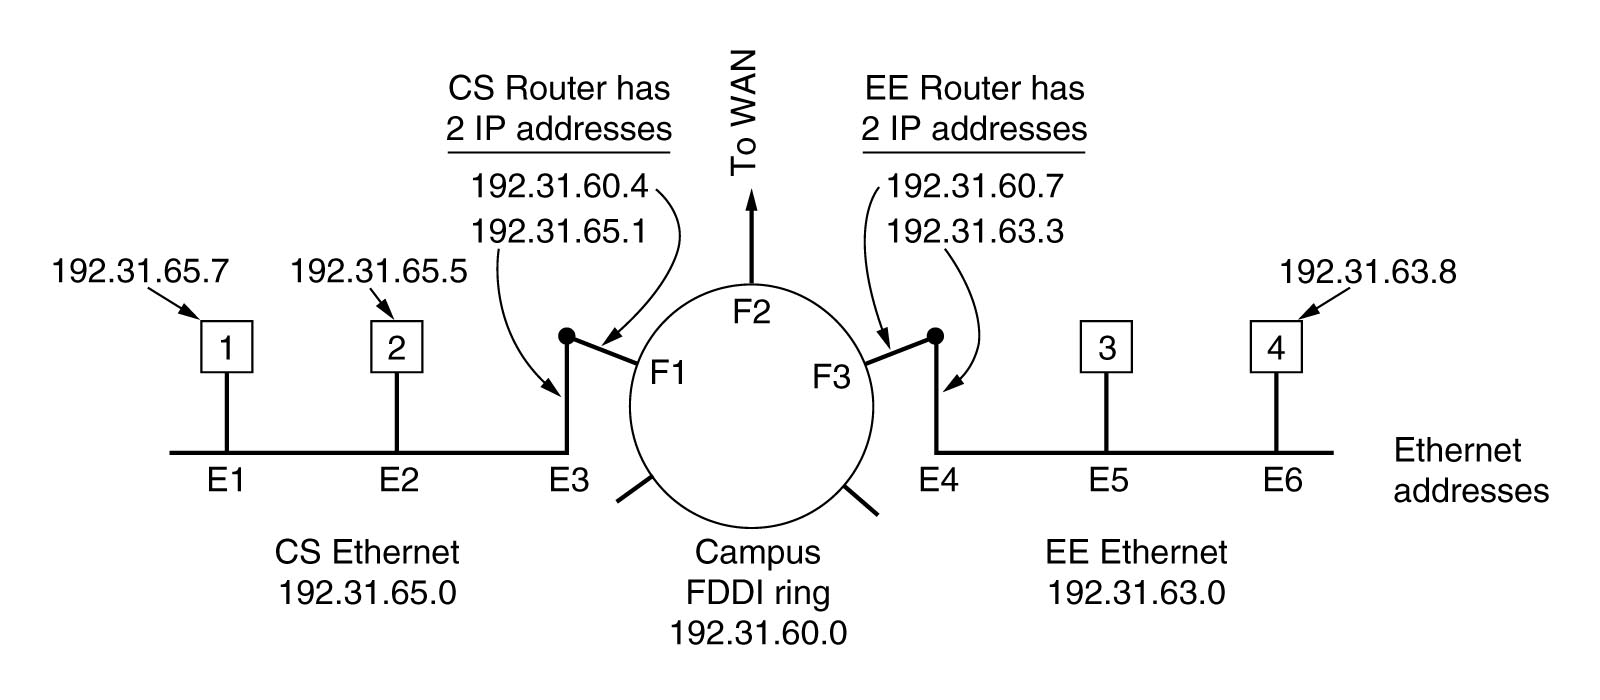 CS Router has
2 IP addresses
192.31.60.4
192.31.65.1
To WAN
EE Router has
2 IP addresses
192.31.60.7
192.31.63.3
192.31.65.7
192.31.65.5
192.31.63.8
1
2
3
4
F2
F1
F3
E1
E2
E3
E4
E5
E6
Ethernet
addresses
CS Ethernet
192.31.65.0
Campus
FDDI ring
192.31.60.0
EE Ethernet
192.31.63.0